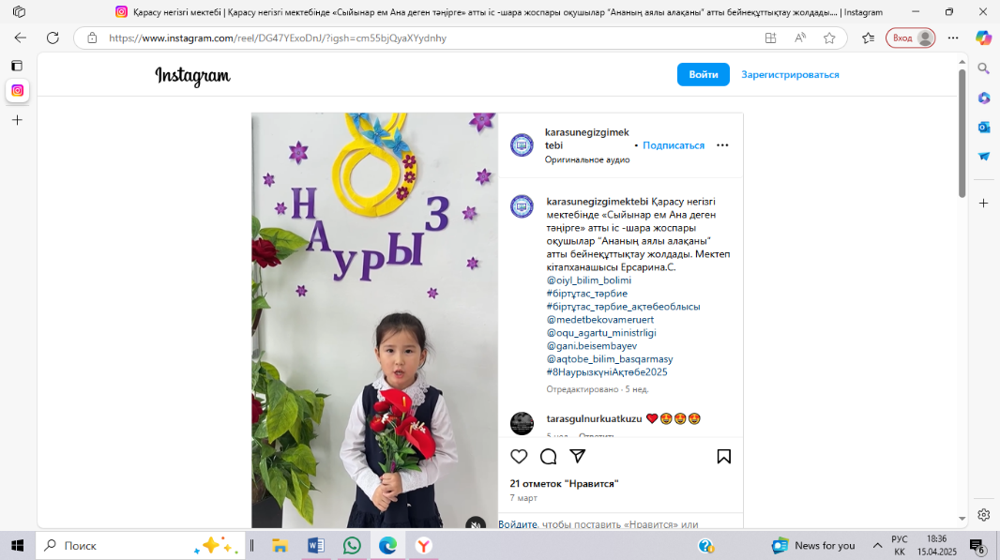 Қарасу негізгі мектебі | Қарасу негізгі мектебінде «Сыйынар ем Ана деген тәңірге» атты іс -шара жоспары оқушылар “Ананың аялы алақаны” атты бейнеқұттықтау жолдады.... | Instagram
https://www.instagram.com/reel/DG47YExoDnJ/?igsh=cm55bjQyaXYydnhy
Вход
Instagram
Войти
Зарегистрироваться
8
НАУРЫЗ
karasunegizgimek
tebi • Подписаться •••
Оригинальное аудио
karasunegizgimektebi Қарасу негізгі
мектебінде «Сыйынар ем Ана деген
тәңірге» атты іс -шара жоспары
оқушылар “Ананың аялы алақаны”
атты бейнеқұттықтау жолдады. Мектеп
кітапханашысы Ерсарина.С.
@oiyl_bilim_bolimi
#біртұтас_тәрбие
#біртұтас_тәрбие_ақтөбеоблысы
@medetbekovameruert
@oqu_agartu_ministrligi
@gani.beisembayev
@aqtobe_bilim_basqarmasy
#8НаурызкүніАқтөбе2025
Отредактировано · 5 нед.
tarasgulnurkuatkuzu ❤️😍😍😍
5 нед. Ответить
21 отметок "Нравится"
7 март
Войдите, чтобы поставить «Нравится» или
Поиск
News for you
РУС
КК
18:36
15.04.2025
6